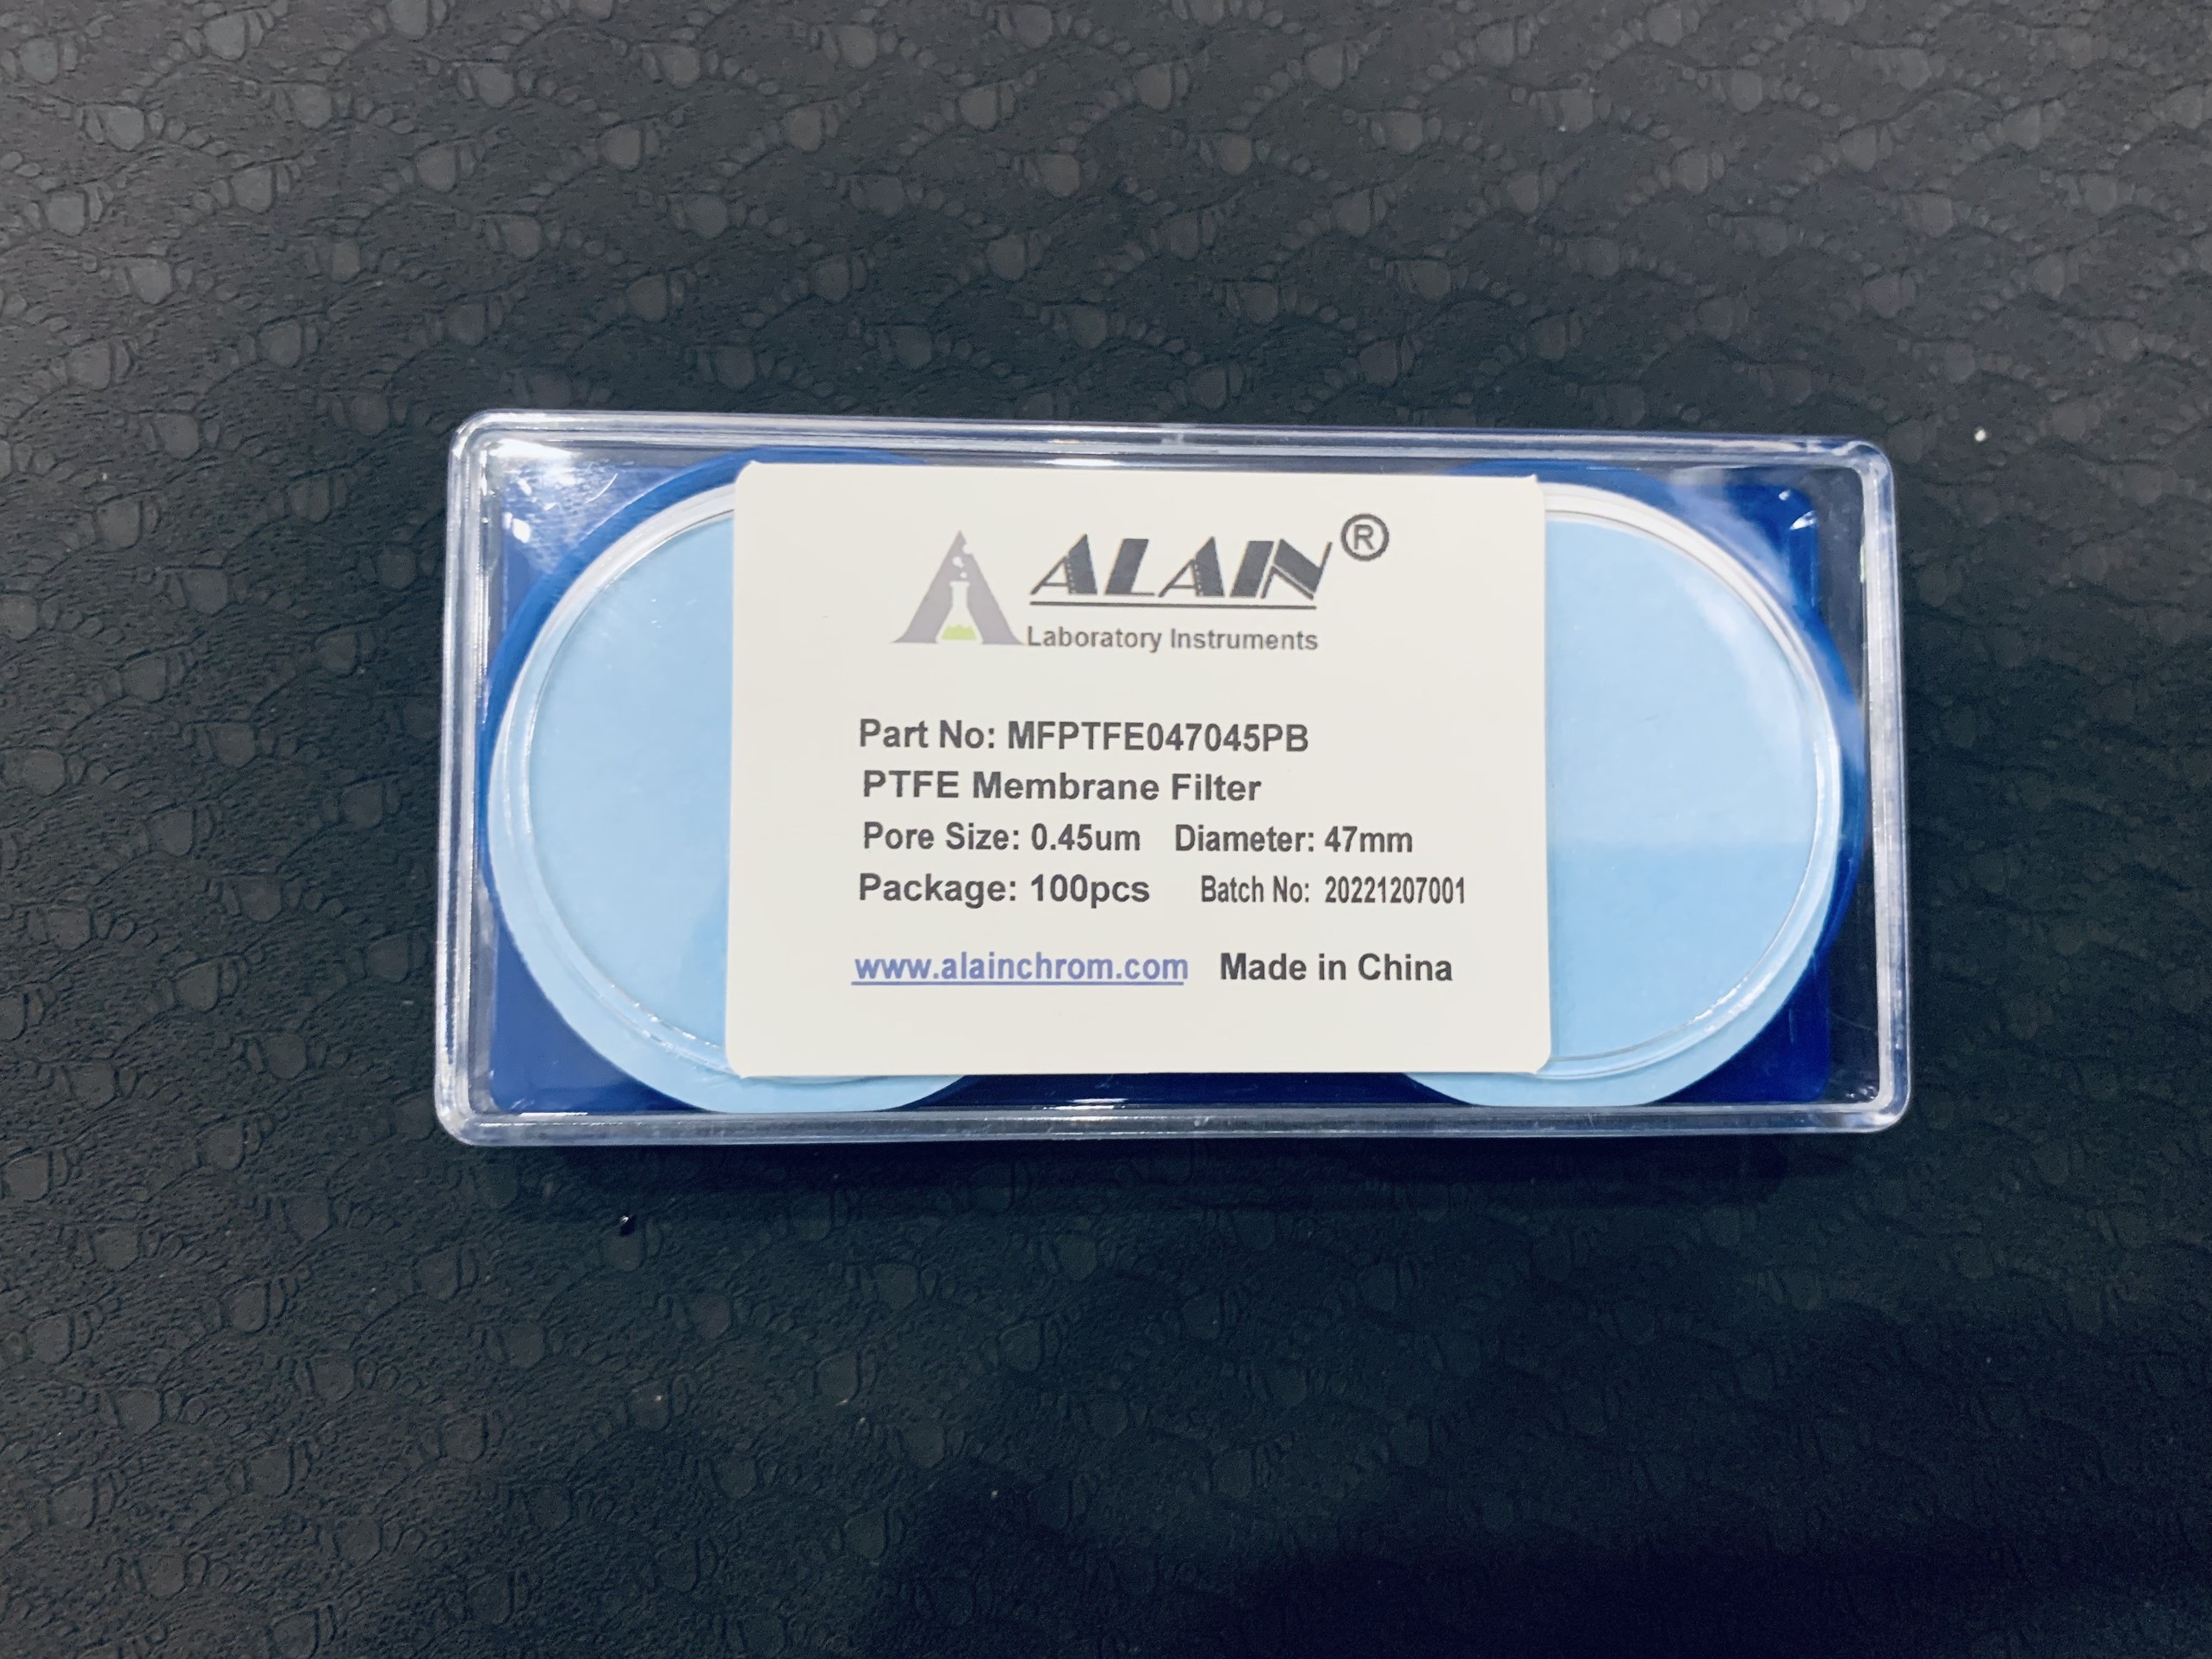 ALAIN®
Laboratory Instruments
Part No: MFPTFE047045PB
PTFE Membrane Filter
Pore Size: 0.45um Diameter: 47mm
Package: 100pcs Batch No: 20221207001
www.alainchrom.com Made in China